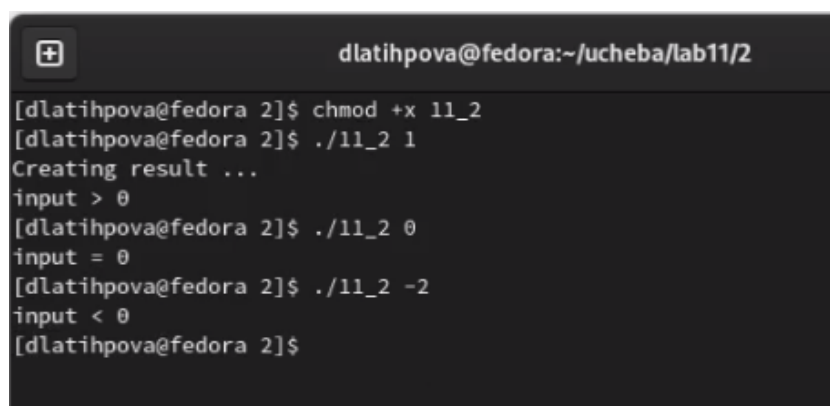 dlatihpova@fedora:~/ucheba/lab11/2
[dlatihpova@fedora 2]$ chmod +x 11_2
[dlatihpova@fedora 2]$ ./11_2 1
Creating result ...
input > 0
[dlatihpova@fedora 2]$ ./11_2 0
input = 0
[dlatihpova@fedora 2]$ ./11_2 -2
input < 0
[dlatihpova@fedora 2]$